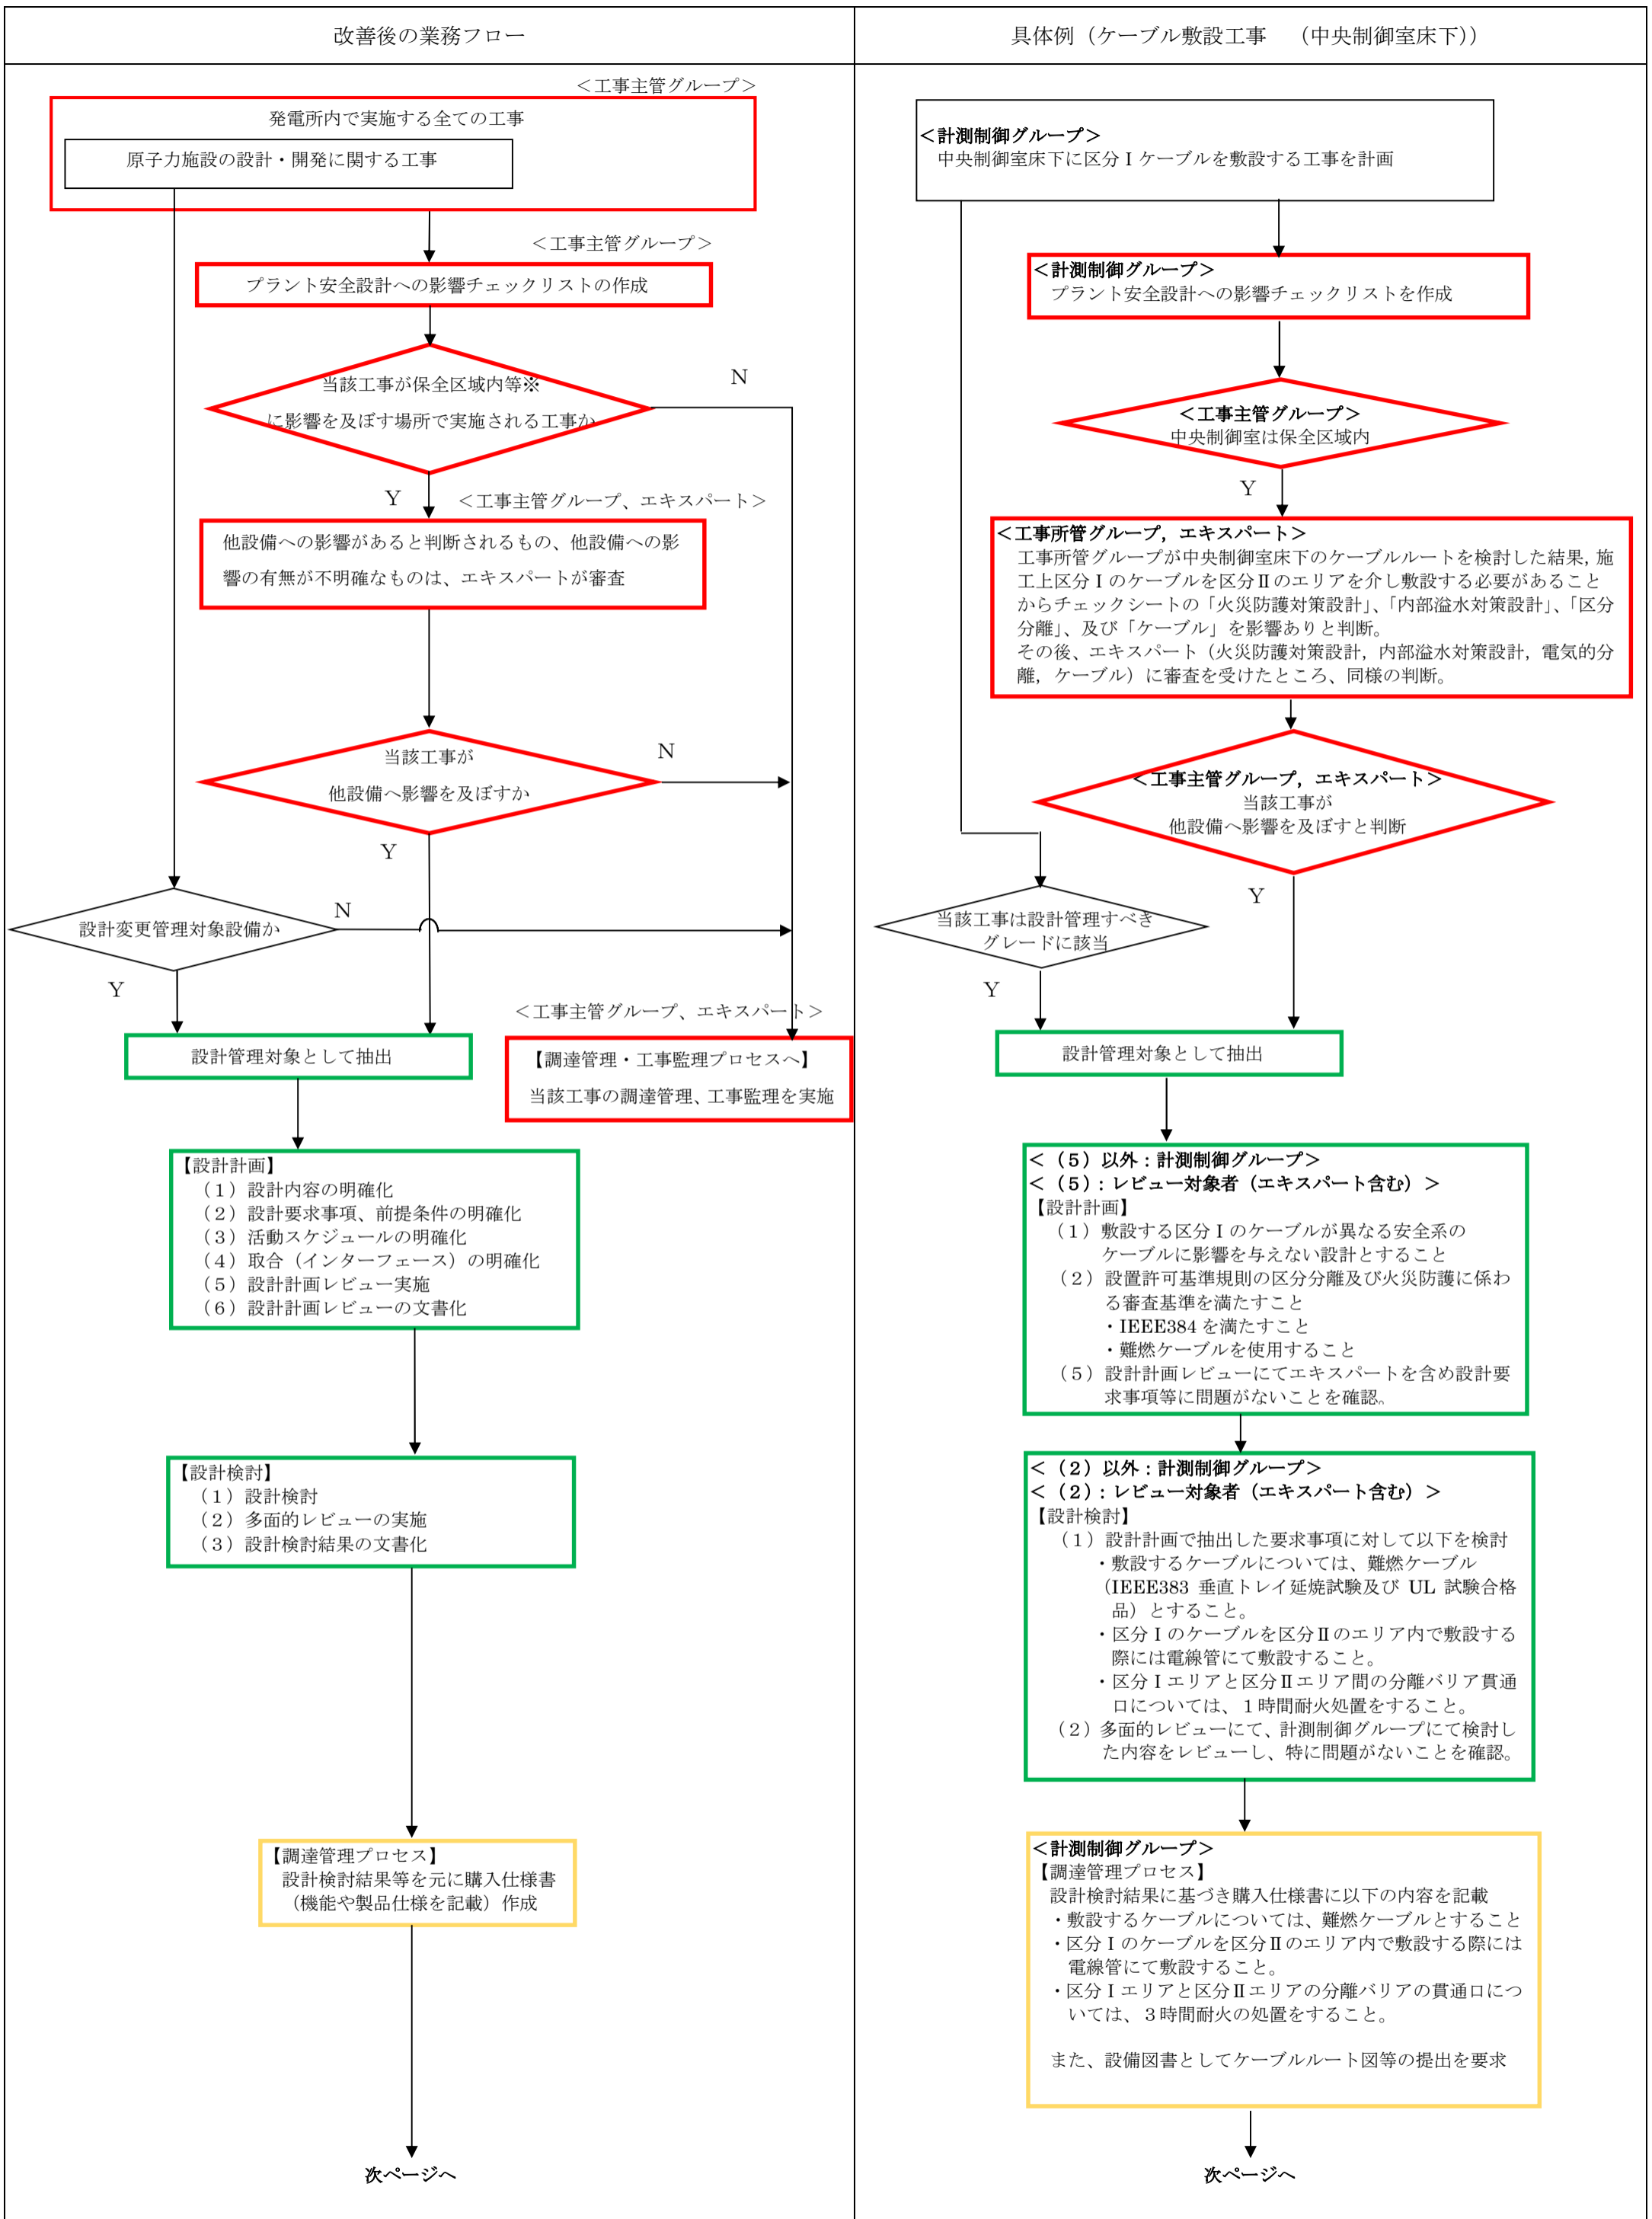 改善後の業務フロー
＜工事主管グループ＞
発電所内で実施する全ての工事
原子力施設の設計・開発に関する工事
＜工事主管グループ＞
プラント安全設計への影響チェックリストの作成
当該工事が保全区域内等※
に影響を及ぼす場所で実施される工事か
N
Y
＜工事主管グループ、エキスパート＞
他設備への影響があると判断されるもの、他設備への影
響の有無が不明確なものは、エキスパートが審査
当該工事が
他設備へ影響を及ぼすか
N
Y
設計変更管理対象設備か
N
Y
設計管理対象として抽出
＜工事主管グループ、エキスパート＞
【調達管理・工事監理プロセスへ】
当該工事の調達管理、工事監理を実施
【設計計画】
（１）設計内容の明確化
（２）設計要求事項、前提条件の明確化
（３）活動スケジュールの明確化
（４）取合（インターフェース）の明確化
（５）設計計画レビュー実施
（６）設計計画レビューの文書化
【設計検討】
（１）設計検討
（２）多面的レビューの実施
（３）設計検討結果の文書化
【調達管理プロセス】
設計検討結果等を元に購入仕様書
（機能や製品仕様を記載）作成
次ページへ
具体例（ケーブル敷設工事　（中央制御室床下））
＜計測制御グループ＞
中央制御室床下に区分Ⅰケーブルを敷設する工事を計画
＜計測制御グループ＞
プラント安全設計への影響チェックリストを作成
＜工事主管グループ＞
中央制御室は保全区域内
Y
＜工事所管グループ，エキスパート＞
工事所管グループが中央制御室床下のケーブルルートを検討した結果，施
工上区分Ⅰのケーブルを区分Ⅱのエリアを介し敷設する必要があること
からチェックシートの「火災防護対策設計」、「内部溢水対策設計」、「区分
分離」、及び「ケーブル」を影響ありと判断。
その後、エキスパート（火災防護対策設計，内部溢水対策設計，電気的分
離，ケーブル）に審査を受けたところ、同様の判断。
＜工事主管グループ，エキスパート＞
当該工事が
他設備へ影響を及ぼすと判断
Y
当該工事は設計管理すべき
グレードに該当
Y
設計管理対象として抽出
＜（５）以外：計測制御グループ＞
＜（５）：レビュー対象者（エキスパート含む）＞
【設計計画】
（１）敷設する区分Ⅰのケーブルが異なる安全系の
ケーブルに影響を与えない設計とすること
（２）設置許可基準規則の区分分離及び火災防護に係わ
る審査基準を満たすこと
・IEEE384 を満たすこと
・難燃ケーブルを使用すること
（５）設計計画レビューにてエキスパートを含め設計要
求事項等に問題がないことを確認。
＜（２）以外：計測制御グループ＞
＜（２）：レビュー対象者（エキスパート含む）＞
【設計検討】
（１）設計計画で抽出した要求事項に対して以下を検討
・敷設するケーブルについては、難燃ケーブル
（IEEE383 垂直トレイ延焼試験及び UL 試験合格
品）とすること。
・区分Ⅰのケーブルを区分Ⅱのエリア内で敷設する
際には電線管にて敷設すること。
・区分Ⅰエリアと区分Ⅱエリア間の分離バリア貫通
口については、１時間耐火処置をすること。
（２）多面的レビューにて、計測制御グループにて検討し
た内容をレビューし、特に問題がないことを確認。
＜計測制御グループ＞
【調達管理プロセス】
設計検討結果に基づき購入仕様書に以下の内容を記載
・敷設するケーブルについては、難燃ケーブルとすること
・区分Ⅰのケーブルを区分Ⅱのエリア内で敷設する際には
電線管にて敷設すること。
・区分Ⅰエリアと区分Ⅱエリアの分離バリアの貫通口につ
いては、３時間耐火の処置をすること。
また、設備図書としてケーブルルート図等の提出を要求
次ページへ